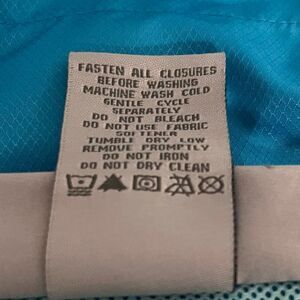 FASTEN ALL CLOSURES
BEFORE WASHING
MACHINE WASH COLD
GENTLE CYCLE
SEPARATELY
DO NOT BLEACH
DO NOT USE FABRIC
SOFTENER
TUMBLE DRY LOW
REMOVE PROMPTLY
DO NOT IRON
DO NOT DRY CLEAN